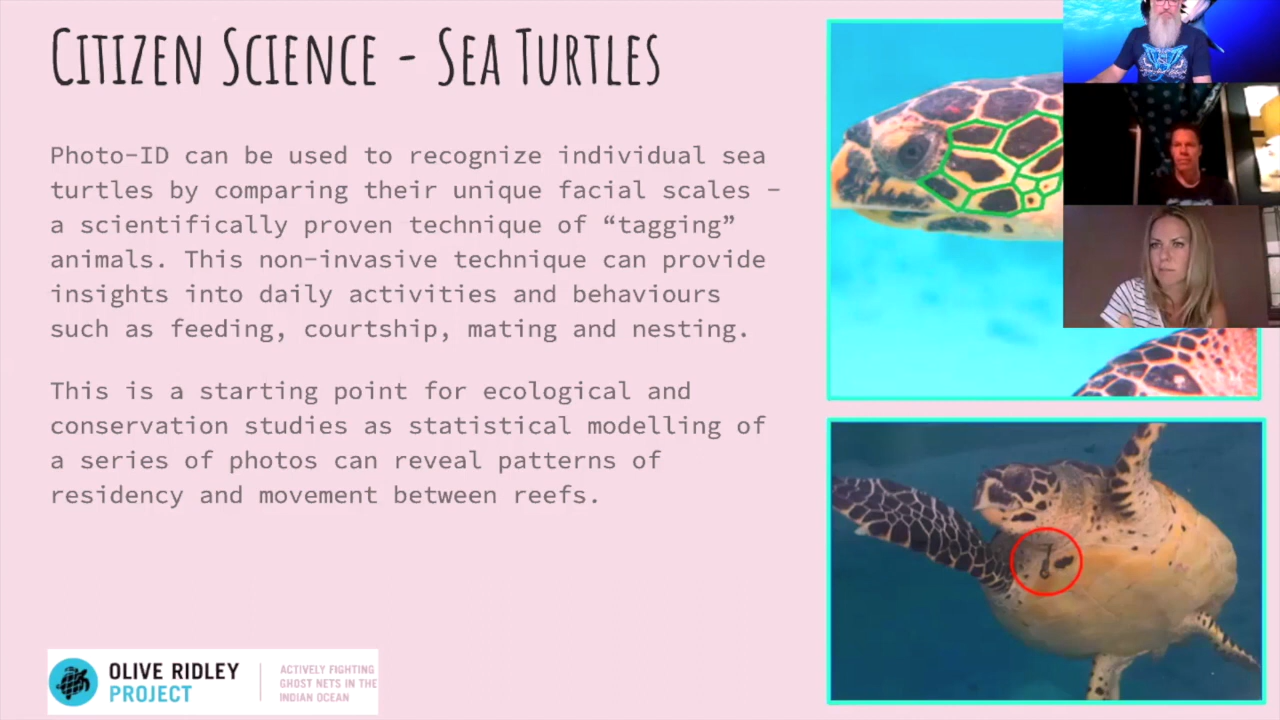 CITIZEN SCIENCE - SEA TURTLES
Photo-ID can be used to recognize individual sea
turtles by comparing their unique facial scales –
a scientifically proven technique of “tagging”
animals. This non-invasive technique can provide
insights into daily activities and behaviours
such as feeding, courtship, mating and nesting.
This is a starting point for ecological and
conservation studies as statistical modelling of
a series of photos can reveal patterns of
residency and movement between reefs.
OLIVE RIDLEY
PROJECT
ACTIVELY FIGHTING
GHOST NETS IN THE
INDIAN OCEAN